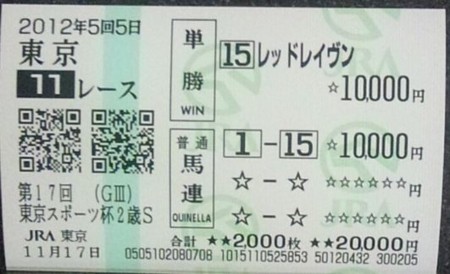 2012年5回5日
東京
11レース
第17回 (GⅢ)
東京スポーツ杯2歳S
JRA 東京
11月17日
単勝
WIN
15 レッドレイヴン
☆10,000円
普通
馬連
QUINELLA
1-15 ☆10,000円
☆-☆ ☆☆☆☆☆☆円
☆-☆ ☆☆☆☆☆☆円
合計 ★★2,000枚 ★★20,000円
0505102080708 1015110525853 50120432 300205
JRA
JRA